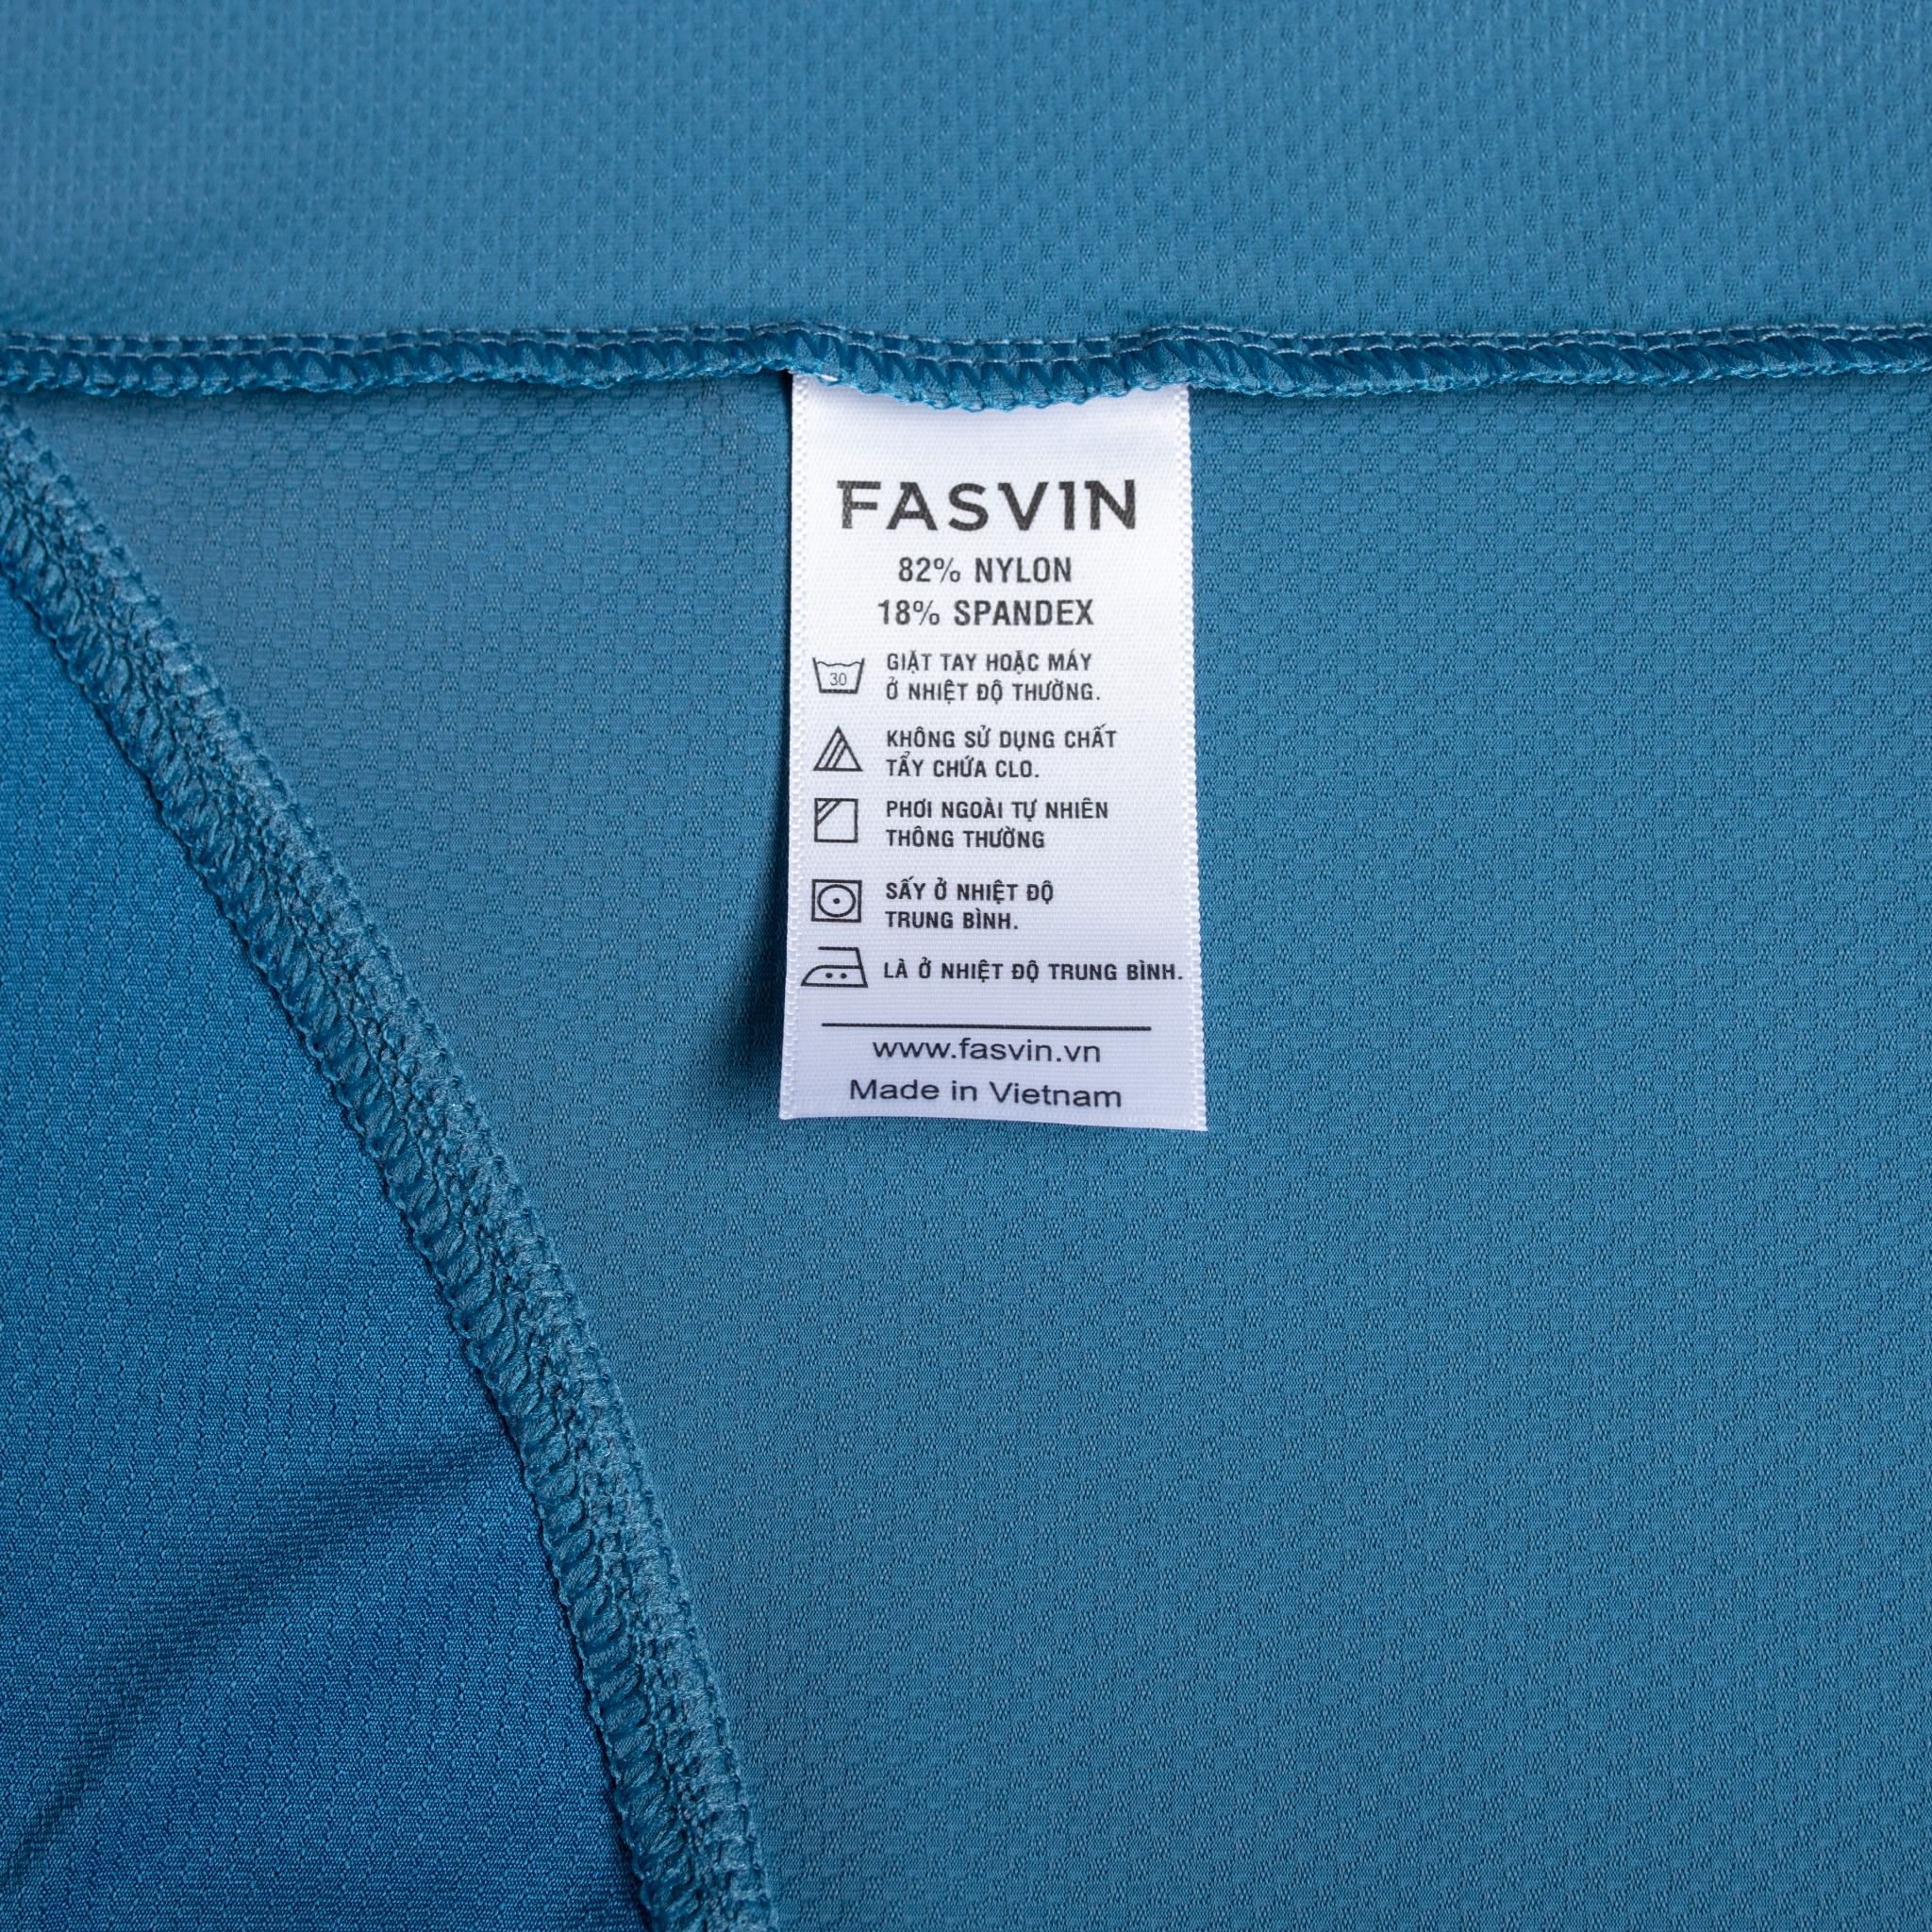 FASVIN
82% NYLON
18% SPANDEX
30
GIẶT TAY HOẶC MÁY
Ở NHIỆT ĐỘ THƯỜNG.
KHÔNG SỬ DỤNG CHẤT
TẨY CHỨA CLO.
PHƠI NGOÀI TỰ NHIÊN
THÔNG THƯỜNG
SẤY Ở NHIỆT ĐỘ
TRUNG BÌNH.
LÀ Ở NHIỆT ĐỘ TRUNG BÌNH.
www.fasvin.vn
Made in Vietnam